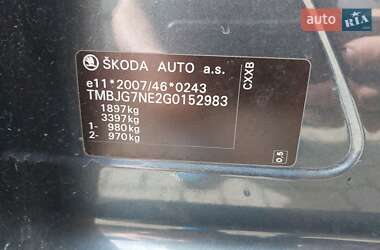 auto RIA
ŠKODA AUTO a.s.
e11*2007/46*0243
TMBJG7NE2G0152983
1897kg
3397kg
1- 980kg
2- 970kg
CXXB
0,5